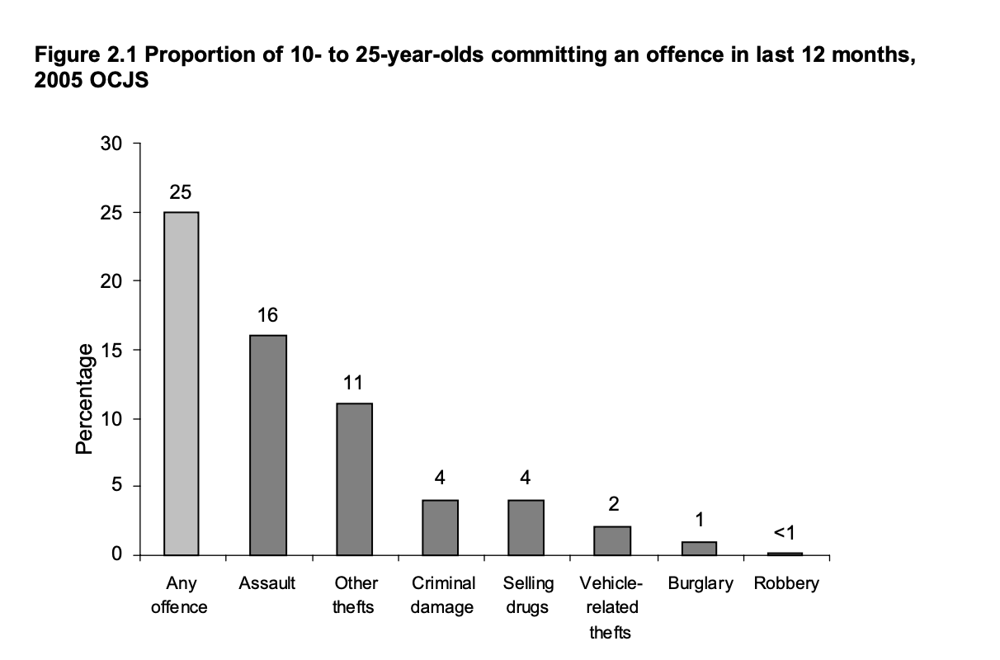 Figure 2.1 Proportion of 10- to 25-year-olds committing an offence in last 12 months,
2005 OCJS
30
25
20
15
10
5
0
Percentage
25
16
11
4
4
2
1
<1
Any
offence
Assault
Other
thefts
Criminal
damage
Selling
drugs
Vehicle-
related
thefts
Burglary
Robbery